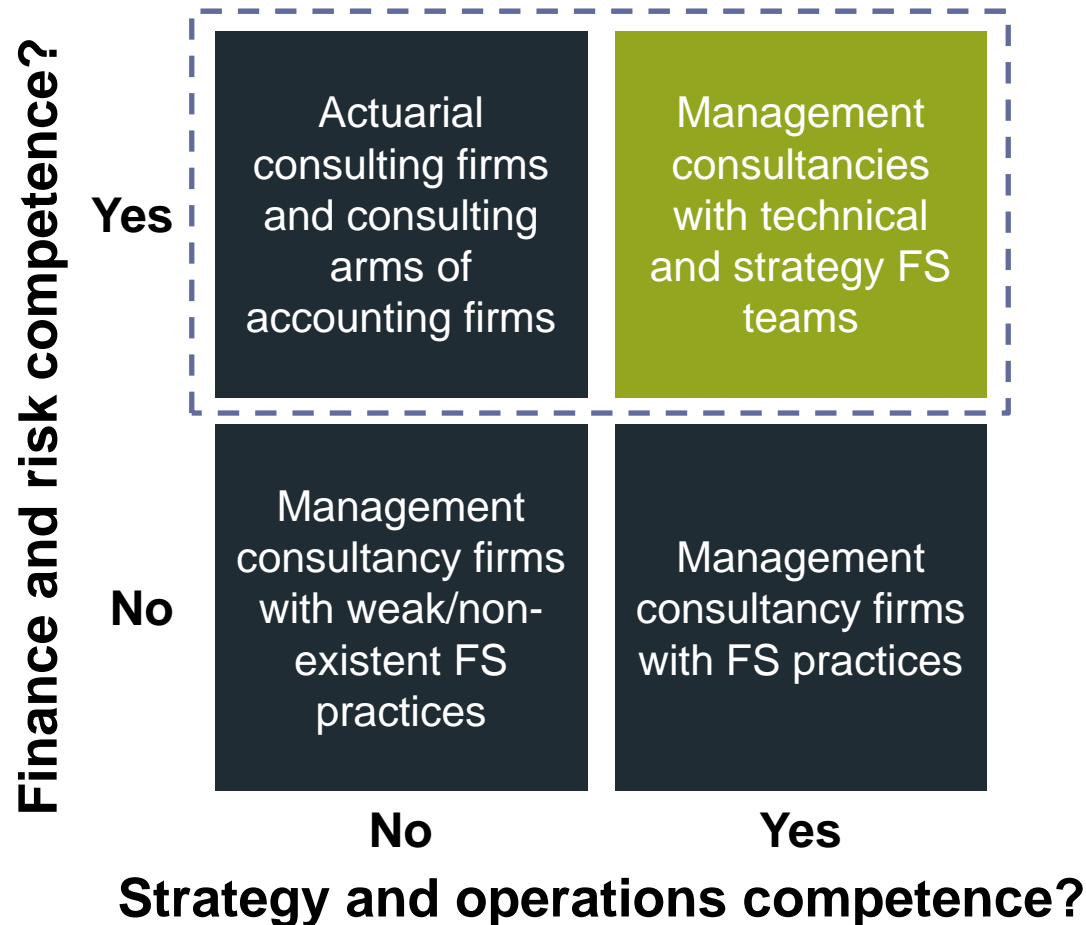 Finance and risk competence?
Yes
Actuarial
consulting firms
and consulting
arms of
accounting firms
Management
consultancies
with technical
and strategy FS
teams
No
Management
consultancy firms
with weak/non-
existent FS
practices
Management
consultancy firms
with FS practices
No
Yes
Strategy and operations competence?